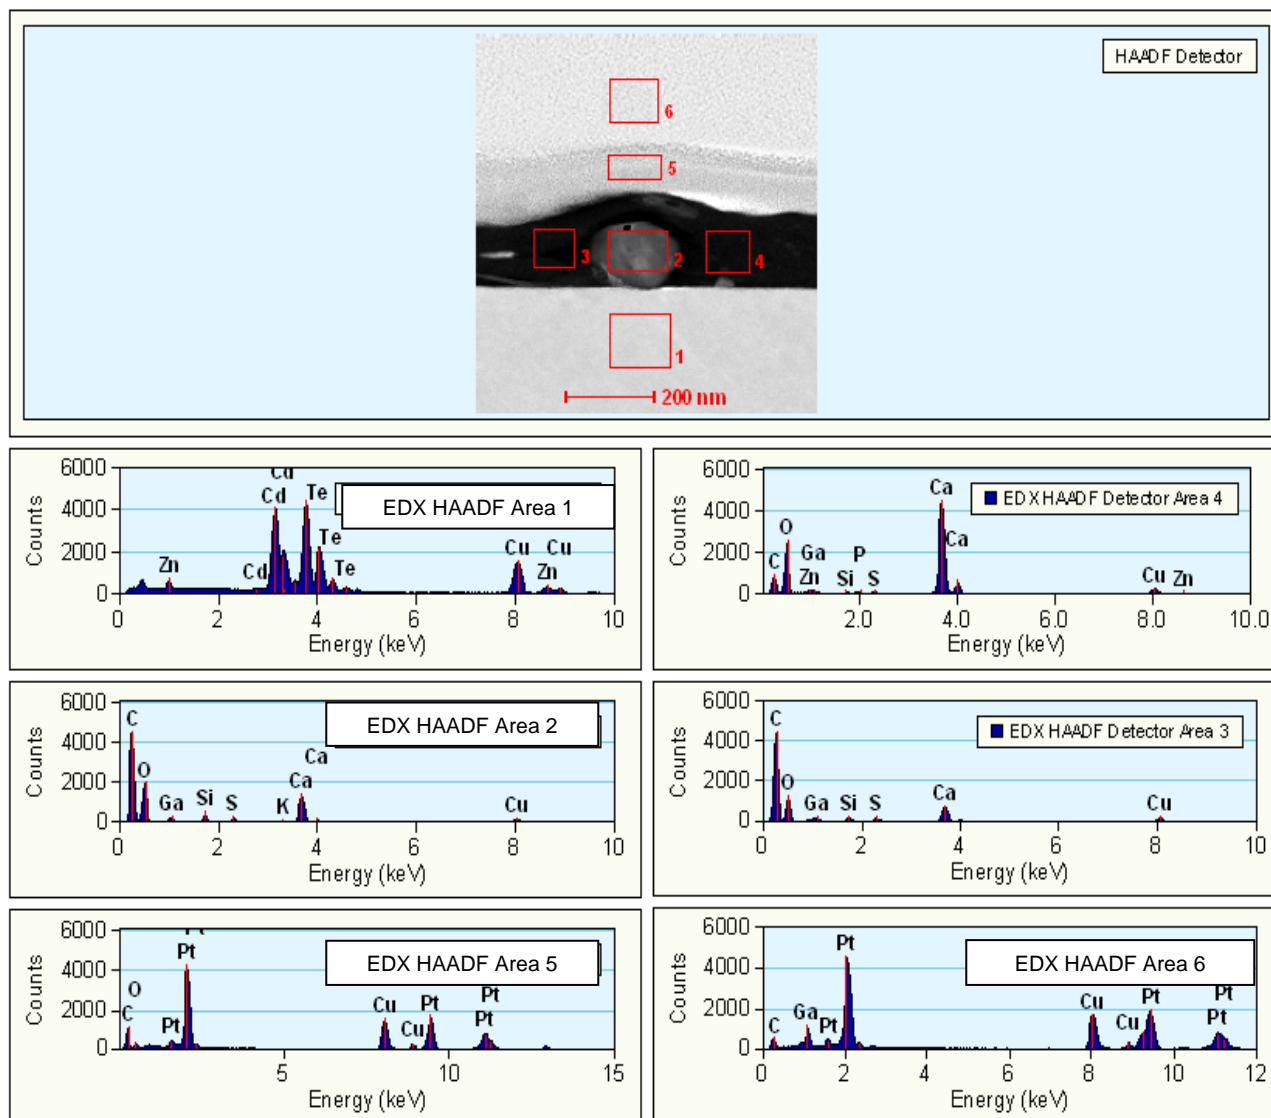 HAADF Detector
6
5
3
2
4
1
200 nm
EDX HAADF Area 1
6000
4000
2000
0
Counts
Zn
Cd
Cd
Cd
Te
Te
Te
Cu
Cu
Zn
0
2
4
6
8
10
Energy (keV)
EDX HAADF Detector Area 4
6000
4000
2000
0
Counts
C
O
Ga
Zn
Si
P
S
Ca
Ca
Cu
Zn
2.0
4.0
6.0
8.0
10.0
Energy (keV)
EDX HAADF Area 2
6000
4000
2000
0
Counts
C
O
Ga
Si
S
K
Ca
Ca
Cu
0
2
4
6
8
10
Energy (keV)
EDX HAADF Detector Area 3
6000
4000
2000
0
Counts
C
O
Ga
Si
S
Ca
Cu
0
2
4
6
8
10
Energy (keV)
EDX HAADF Area 5
6000
4000
2000
0
Counts
O
C
Pt
Pt
Cu
Cu
Pt
Pt
Pt
5
10
15
Energy (keV)
EDX HAADF Area 6
6000
4000
2000
0
Counts
C
Ga
Pt
Pt
Cu
Cu
Pt
Pt
Pt
0
2
4
6
8
10
12
Energy (keV)